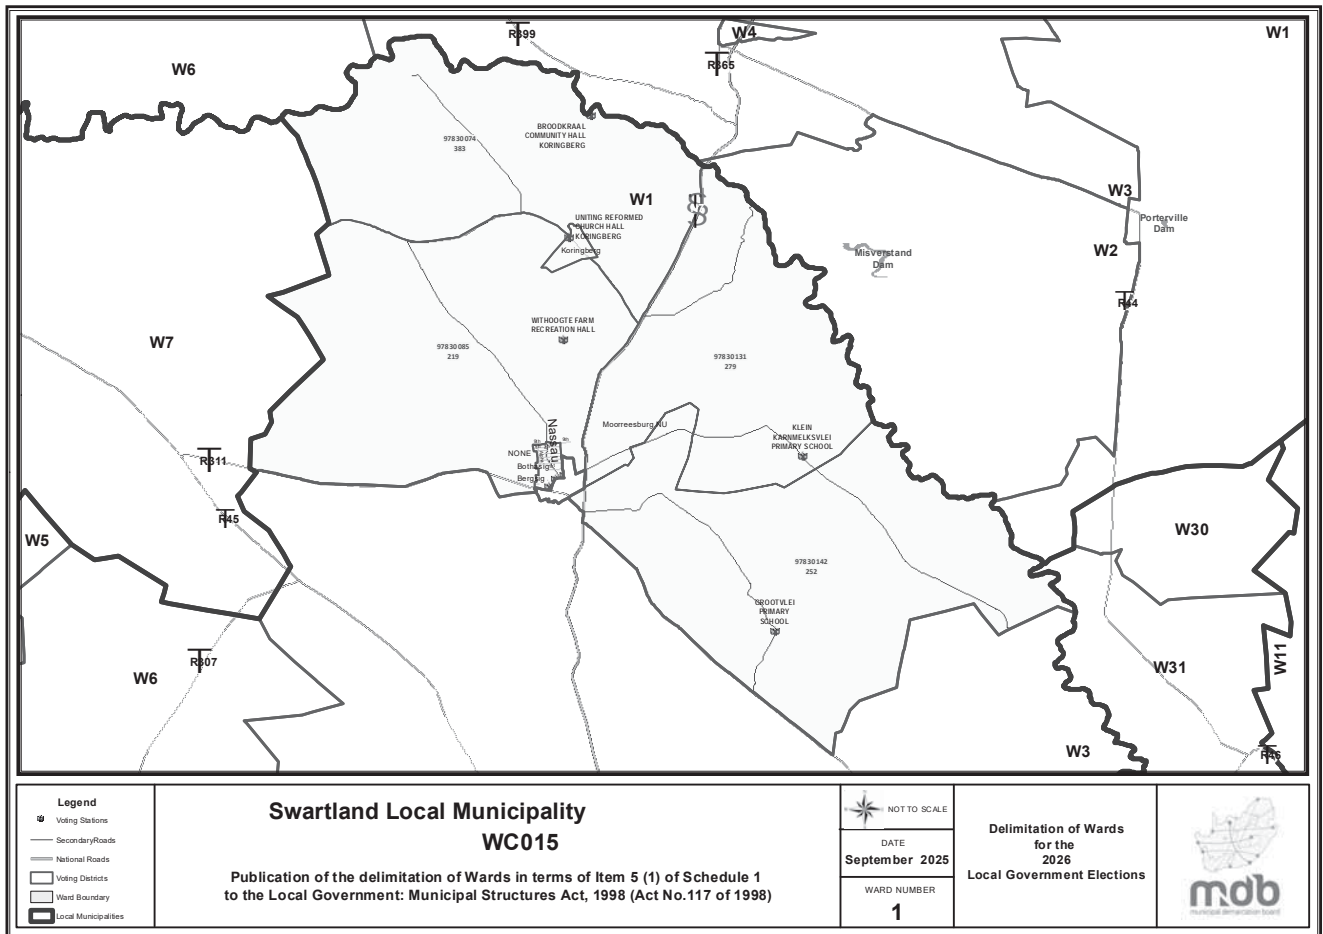 R399
W4
W1
R365
W6
BROODKRAAL
COMMUNITY HALL
KORINGBERG
97830074
383
W1
W3
UNITING REFORMED
CHURCH HALL
KORINGBERG
Koringberg
Porterville
Dam
W2
Misverstand
Dam
R44
WITHOOGTE FARM
RECREATION HALL
W7
97830085
219
97830131
279
Moorreesburg NU
Nassau
KLEIN
KARNMELKSVLEI
PRIMARY SCHOOL
NONE
Bothasig
Bergsig
R311
R45
W5
W30
97830142
252
GROOTVLEI
PRIMARY
SCHOOL
R307
W6
W31
W11
W3
R46
Legend
Voting Stations
SecondaryRoads
National Roads
Voting Districts
Ward Boundary
Local Municipalities
Swartland Local Municipality
WC015
Publication of the delimitation of Wards in terms of Item 5 (1) of Schedule 1
to the Local Government: Municipal Structures Act, 1998 (Act No.117 of 1998)
NOT TO SCALE
DATE
September 2025
WARD NUMBER
1
Delimitation of Wards
for the
2026
Local Government Elections
mdb
municipal demarcation board